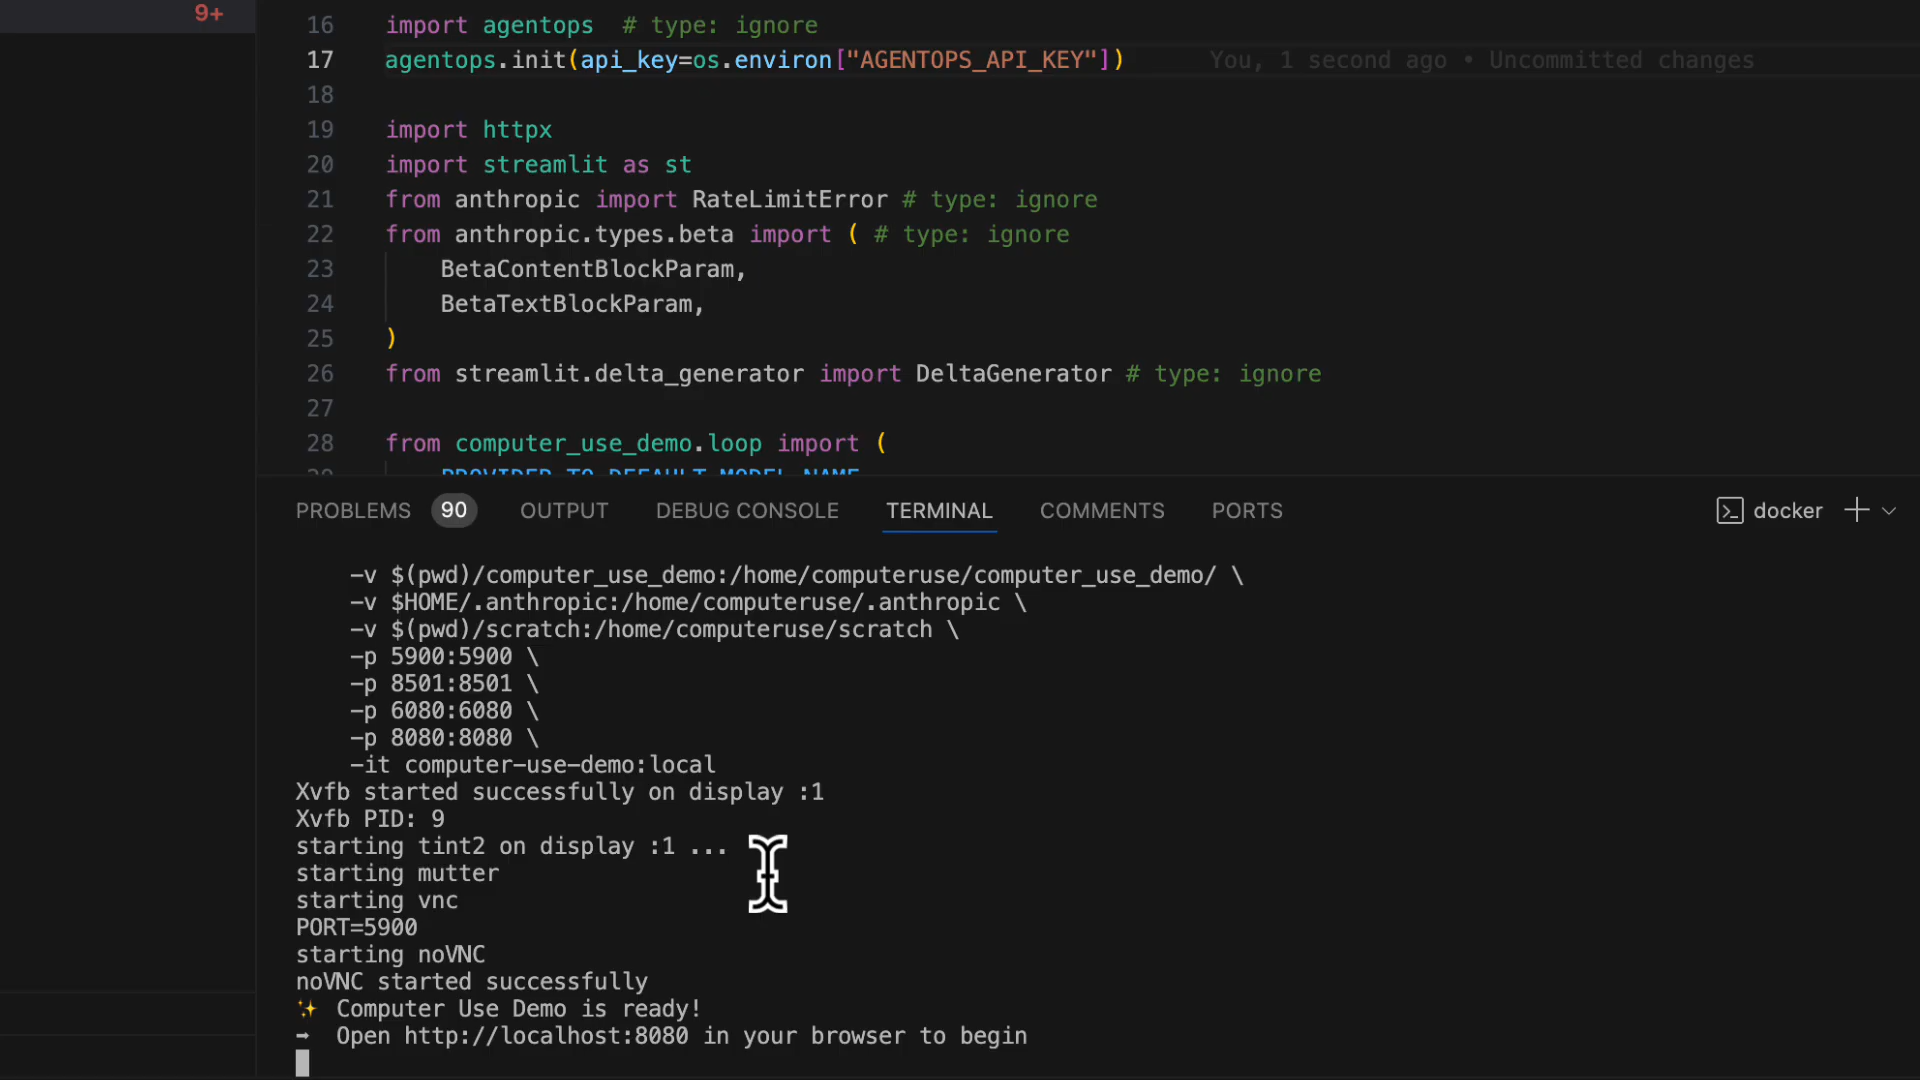 9+
16 import agentops # type: ignore
17 agentops.init(api_key=os.environ["AGENTOPS_API_KEY"]) You, 1 second ago • Uncommitted changes
18
19 import httpx
20 import streamlit as st
21 from anthropic import RateLimitError # type: ignore
22 from anthropic.types.beta import ( # type: ignore
23 BetaContentBlockParam,
24 BetaTextBlockParam,
25 )
26 from streamlit.delta_generator import DeltaGenerator # type: ignore
27
28 from computer_use_demo.loop import (
29 PROVIDER_TO_DEFAULT_MODEL_NAME
PROBLEMS 90 OUTPUT DEBUG CONSOLE TERMINAL COMMENTS PORTS docker
-v $(pwd)/computer_use_demo:/home/computeruse/computer_use_demo/ \
-v $HOME/.anthropic:/home/computeruse/.anthropic \
-v $(pwd)/scratch:/home/computeruse/scratch \
-p 5900:5900 \
-p 8501:8501 \
-p 6080:6080 \
-p 8080:8080 \
-it computer-use-demo:local
Xvfb started successfully on display :1
Xvfb PID: 9
starting tint2 on display :1 ...
starting mutter
starting vnc
PORT=5900
starting noVNC
noVNC started successfully
✨ Computer Use Demo is ready!
➡ Open http://localhost:8080 in your browser to begin